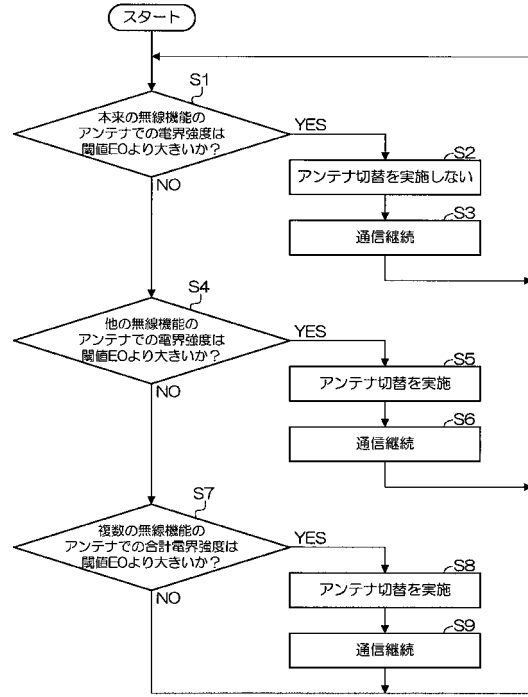 スタート
S1
本来の無線機能の
アンテナでの電界強度は
閾値E0より大きいか?
YES
NO
S2
アンテナ切替を実施しない
S3
通信継続
S4
他の無線機能の
アンテナでの電界強度は
閾値E0より大きいか?
YES
NO
S5
アンテナ切替を実施
S6
通信継続
S7
複数の無線機能の
アンテナでの合計電界強度は
閾値E0より大きいか?
YES
NO
S8
アンテナ切替を実施
S9
通信継続